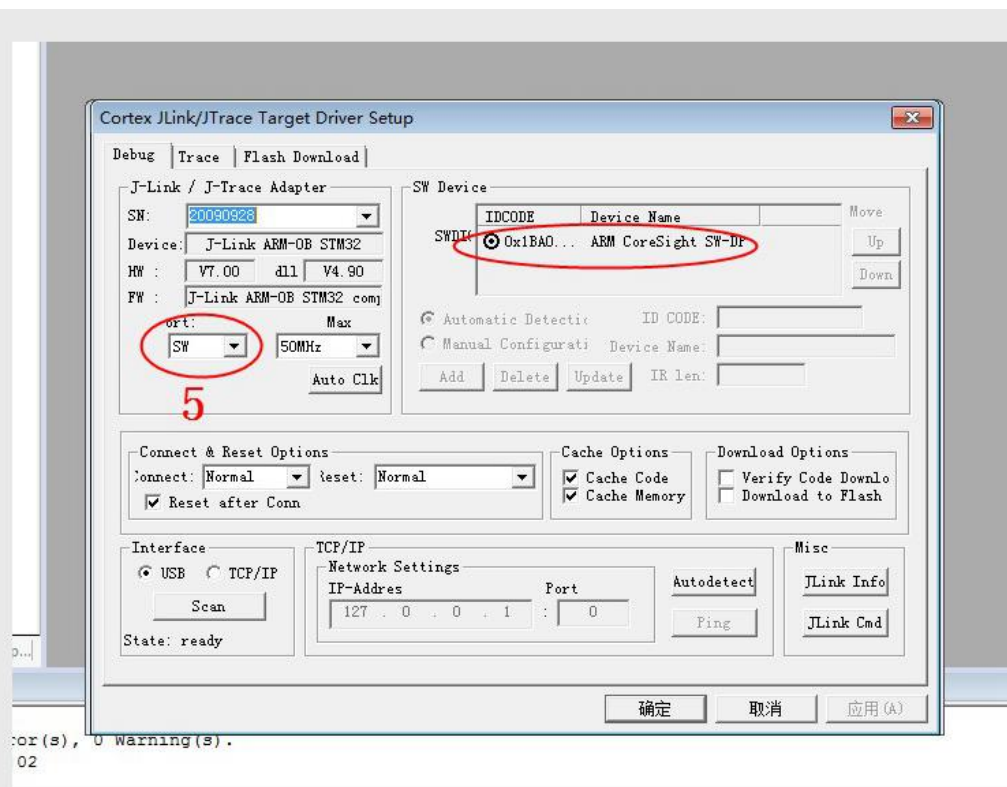 Cortex JLink/JTrace Target Driver Setup
Debug Trace Flash Download
J-Link / J-Trace Adapter
SN: 20090928
Device: J-Link ARM-OB STM32
HW : V7.00 dll V4.90
FW : J-Link ARM-OB STM32 comp
ort: Max
SW 50MHz
Auto Clk
5
SW Device
IDCODE Device Name Move
SWDI 0x1BA0... ARM CoreSight SW-DP Up
Down
Automatic Detectic ID CODE:
Manual Configurati Device Name:
Add Delete Update IR len:
Connect & Reset Options
onnect: Normal Reset: Normal
Reset after Conn
Cache Options
Cache Code
Cache Memory
Download Options
Verify Code Downlo
Download to Flash
Interface
USB TCP/IP
Scan
State: ready
TCP/IP
Network Settings
IP-Addres Port
127 . 0 . 0 . 1 : 0
Autodetect
Ping
Misc
JLink Info
JLink Cmd
确定 取消 应用(A)
p...
or(s), 0 Warning(s).
02